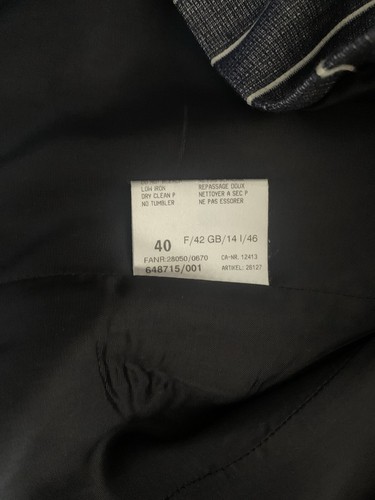 LOW IRON REPASSAGE DOUX
DRY CLEAN P NETTOYER A SEC P
NO TUMBLER NE PAS ESSORER
40 F/42 GB/14 I/46
FANR:28050/0670 CA-NR. 12413
648715/001 ARTIKEL: 28127